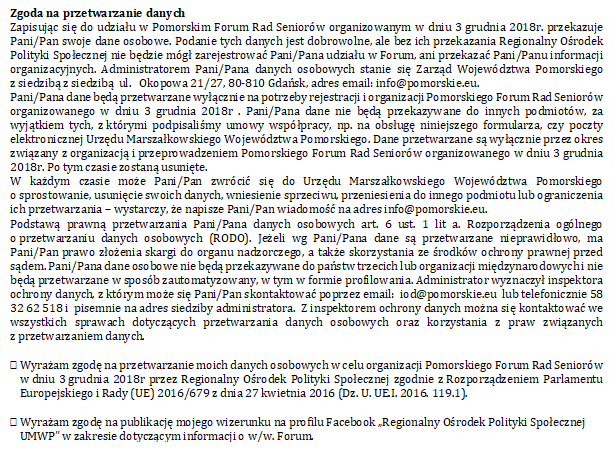 Zgoda na przetwarzanie danych
Zapisując się do udziału w Pomorskim Forum Rad Seniorów organizowanym w dniu 3 grudnia 2018r. przekazuje
Pani/Pan swoje dane osobowe. Podanie tych danych jest dobrowolne, ale bez ich przekazania Regionalny Ośrodek
Polityki Społecznej nie będzie mógł zarejestrować Pani/Pana udziału w Forum, ani przekazać Pani/Panu informacji
organizacyjnych. Administratorem Pani/Pana danych osobowych stanie się Zarząd Województwa Pomorskiego
z siedzibą z siedzibą ul. Okopowa 21/27, 80-810 Gdańsk, adres email: info@pomorskie.eu.
Pani/Pana dane będą przetwarzane wyłącznie na potrzeby rejestracji i organizacji Pomorskiego Forum Rad Seniorów
organizowanego w dniu 3 grudnia 2018r . Pani/Pana dane nie będą przekazywane do innych podmiotów, za
wyjątkiem tych, z którymi podpisaliśmy umowy współpracy, np. na obsługę niniejszego formularza, czy poczty
elektronicznej Urzędu Marszałkowskiego Województwa Pomorskiego. Dane przetwarzane są wyłącznie przez okres
związany z organizacją i przeprowadzeniem Pomorskiego Forum Rad Seniorów organizowanego w dniu 3 grudnia
2018r. Po tym czasie zostaną usunięte.
W każdym czasie może Pani/Pan zwrócić się do Urzędu Marszałkowskiego Województwa Pomorskiego
o sprostowanie, usunięcie swoich danych, wniesienie sprzeciwu, przeniesienia do innego podmiotu lub ograniczenia
ich przetwarzania – wystarczy, że napisze Pani/Pan wiadomość na adres info@pomorskie.eu.
Podstawą prawną przetwarzania Pani/Pana danych osobowych art. 6 ust. 1 lit a. Rozporządzenia ogólnego
o przetwarzaniu danych osobowych (RODO). Jeżeli wg Pani/Pana dane są przetwarzane nieprawidłowo, ma
Pani/Pan prawo złożenia skargi do organu nadzorczego, a także skorzystania ze środków ochrony prawnej przed
sądem. Pani/Pana dane osobowe nie będą przekazywane do państw trzecich lub organizacji międzynarodowych i nie
będą przetwarzane w sposób zautomatyzowany, w tym w formie profilowania. Administrator wyznaczył inspektora
ochrony danych, z którym może się Pani/Pan skontaktować poprzez email: iod@pomorskie.eu lub telefonicznie 58
32 62 518 i pisemnie na adres siedziby administratora. Z inspektorem ochrony danych można się kontaktować we
wszystkich sprawach dotyczących przetwarzania danych osobowych oraz korzystania z praw związanych
z przetwarzaniem danych.
☐ Wyrażam zgodę na przetwarzanie moich danych osobowych w celu organizacji Pomorskiego Forum Rad Seniorów
w dniu 3 grudnia 2018r przez Regionalny Ośrodek Polityki Społecznej zgodnie z Rozporządzeniem Parlamentu
Europejskiego i Rady (UE) 2016/679 z dnia 27 kwietnia 2016 (Dz. U. UE.I. 2016. 119.1).
☐ Wyrażam zgodę na publikację mojego wizerunku na profilu Facebook „Regionalny Ośrodek Polityki Społecznej
UMWP" w zakresie dotyczącym informacji o w/w. Forum.